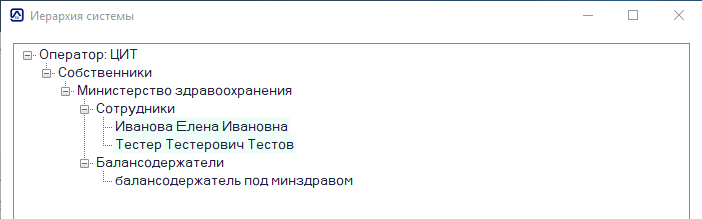 Иерархия системы
Оператор: ЦИТ
Собственники
Министерство здравоохранения
Сотрудники
Иванова Елена Ивановна
Тестер Тестерович Тестов
Балансодержатели
балансодержатель под минздравом